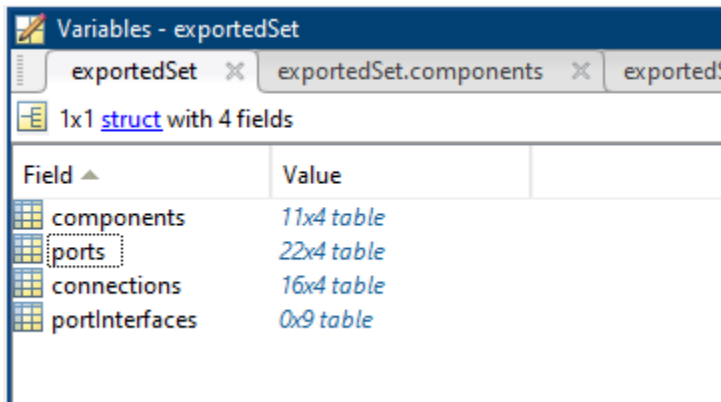 Variables - exportedSet
exportedSet exportedSet.components
1x1 struct with 4 fields
Field Value
components 11x4 table
ports 22x4 table
connections 16x4 table
portInterfaces 0x9 table